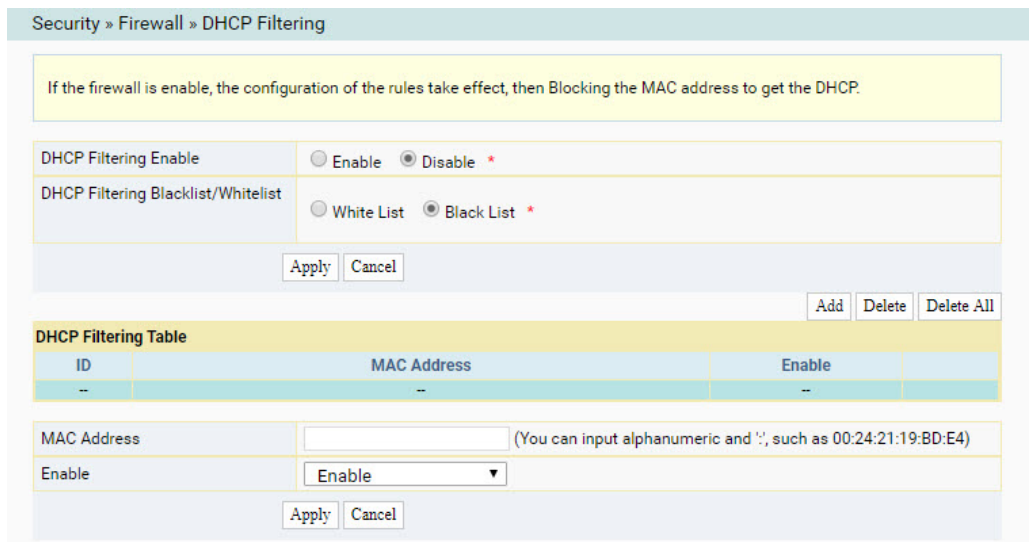 Security » Firewall » DHCP Filtering
If the firewall is enable, the configuration of the rules take effect, then Blocking the MAC address to get the DHCP.
DHCP Filtering Enable Enable Disable *
DHCP Filtering Blacklist/Whitelist White List Black List *
Apply Cancel
Add Delete Delete All
DHCP Filtering Table
ID MAC Address Enable
-- -- --
MAC Address (You can input alphanumeric and ':', such as 00:24:21:19:BD:E4)
Enable Enable
Apply Cancel